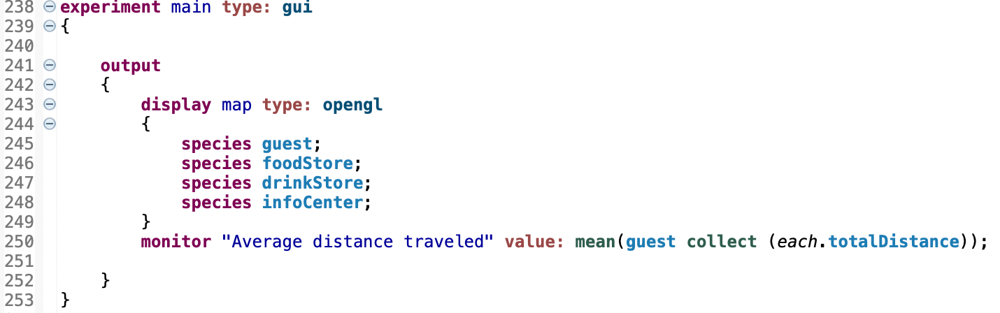 238 experiment main type: gui
239 {
240
241     output
242     {
243         display map type: opengl
244         {
245             species guest;
246             species foodStore;
247             species drinkStore;
248             species infoCenter;
249         }
250         monitor "Average distance traveled" value: mean(guest collect (each.totalDistance));
251
252     }
253 }